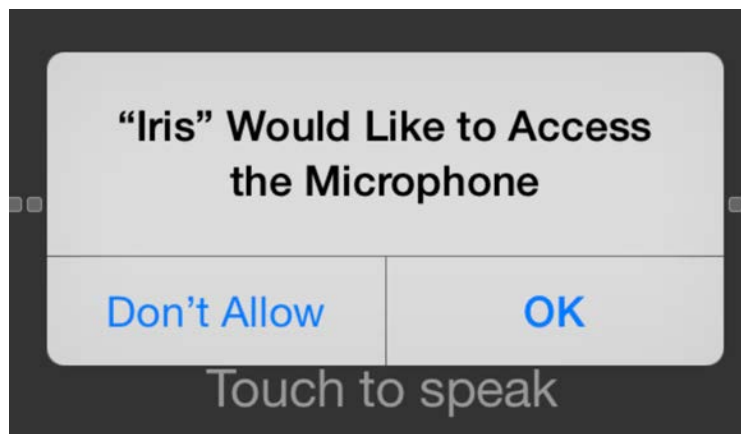 “Iris” Would Like to Access
the Microphone
Don’t Allow
OK
Touch to speak